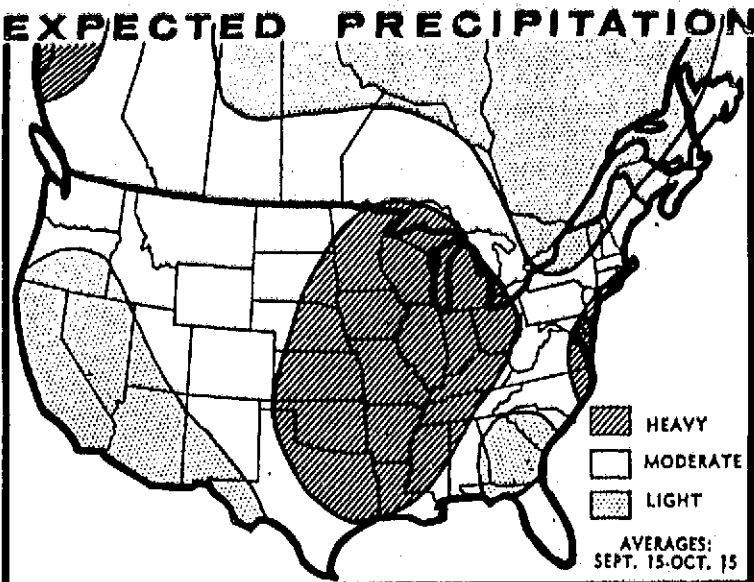 EXPECTED PRECIPITATION
HEAVY
MODERATE
LIGHT
AVERAGES:
SEPT. 15-OCT. 15